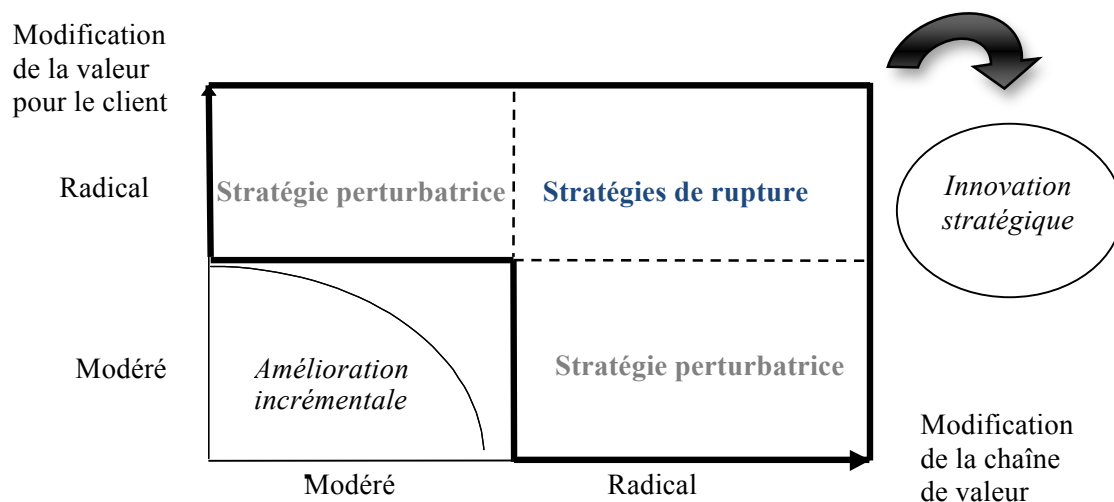 Modification
de la valeur
pour le client
Radical
Stratégie perturbatrice
Stratégies de rupture
Innovation
stratégique
Modéré
Amélioration
incrémentale
Stratégie perturbatrice
Modéré
Radical
Modification
de la chaîne
de valeur